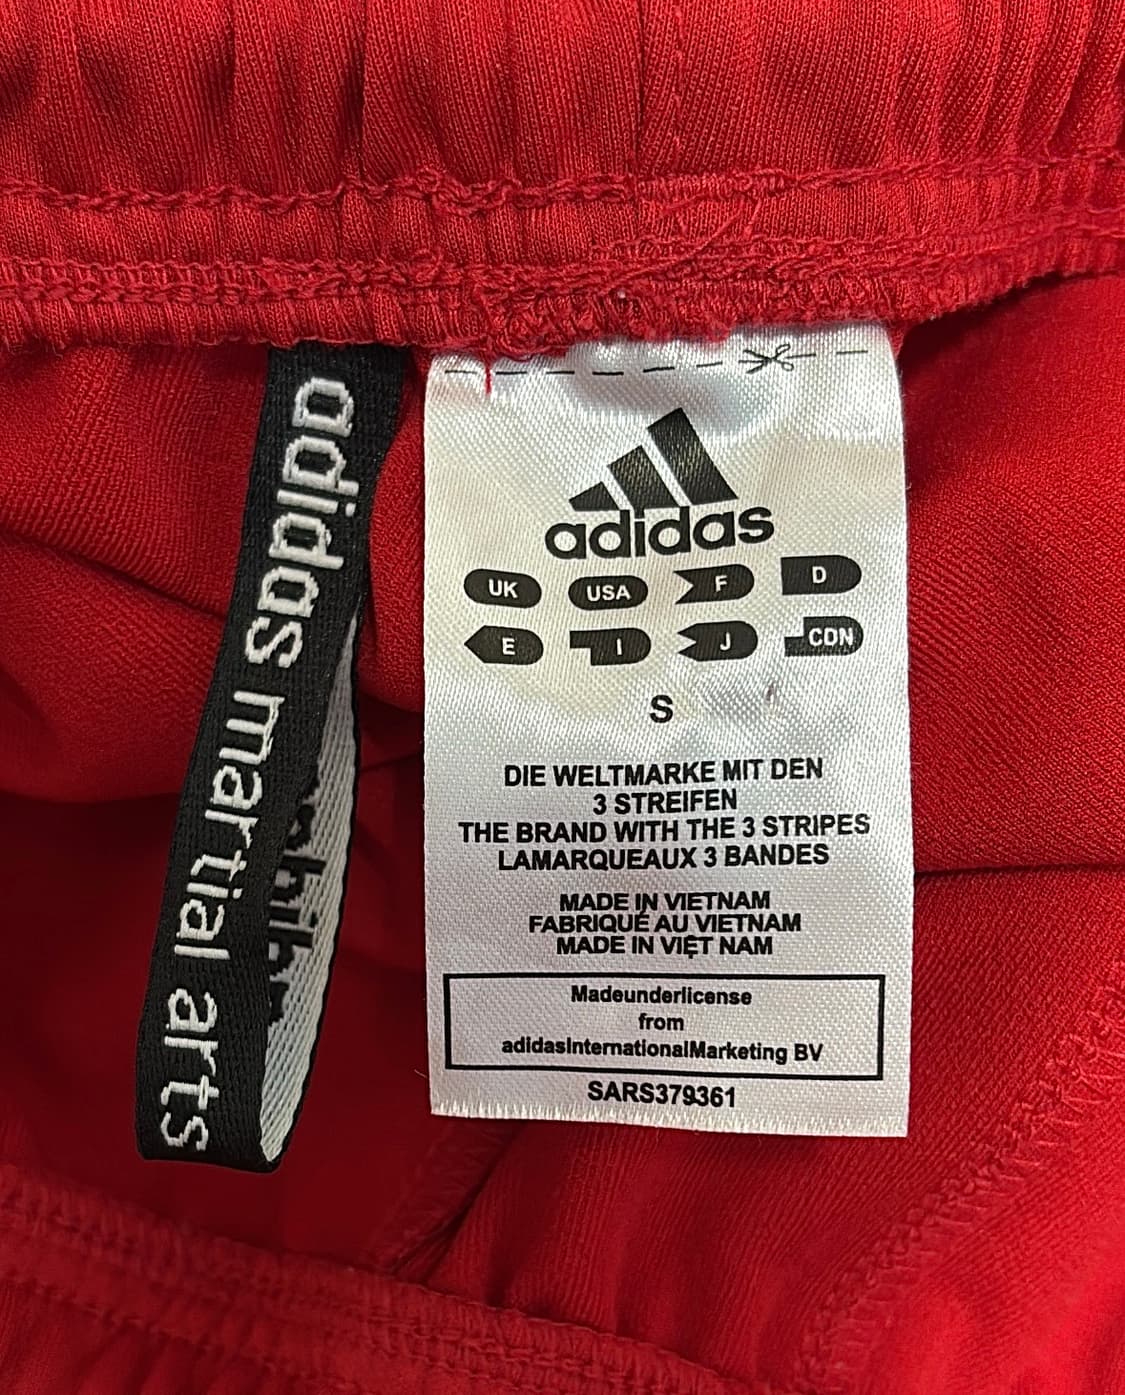 adidas martial arts
adidas
UK USA F D
E I J CDN
S
DIE WELTMARKE MIT DEN
3 STREIFEN
THE BRAND WITH THE 3 STRIPES
LAMARQUEAUX 3 BANDES
MADE IN VIETNAM
FABRIQUÉ AU VIETNAM
MADE IN VIỆT NAM
Madeunderlicense
from
adidasInternationalMarketing BV
SARS379361